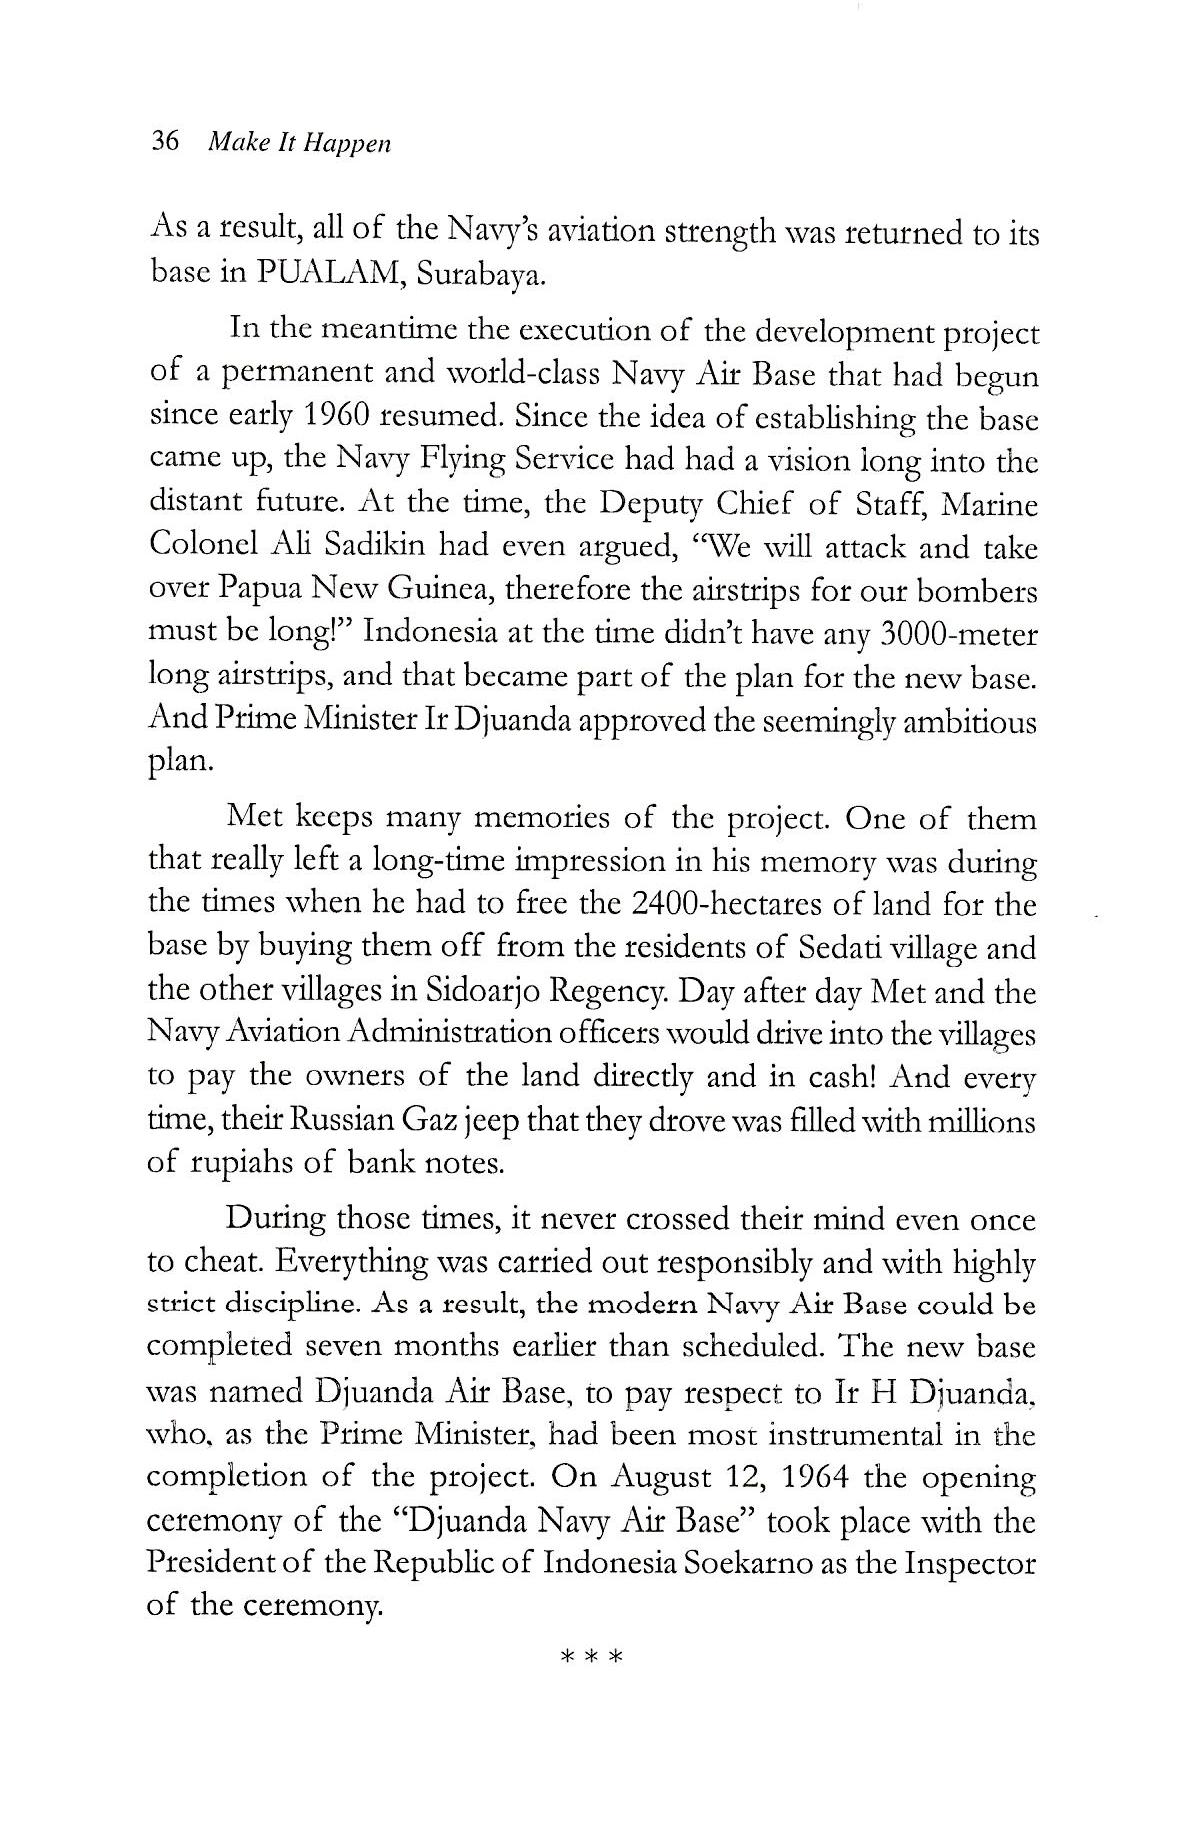 36 Make It Happen
As a result, all of the Navy's aviation strength was returned to its
base in PUALAM, Surabaya.
In the meantime the execution of the development project
of a permanent and world-class Navy Air Base that had begun
since early 1960 resumed. Since the idea of establishing the base
came up, the Navy Flying Service had had a vision long into the
distant future. At the time, the Deputy Chief of Staff, Marine
Colonel Ali Sadikin had even argued, “We will attack and take
over Papua New Guinea, therefore the airstrips for our bombers
must be long!” Indonesia at the time didn't have any 3000-meter
long airstrips, and that became part of the plan for the new base.
And Prime Minister Ir Djuanda approved the seemingly ambitious
plan.
Met keeps many memories of the project. One of them
that really left a long-time impression in his memory was during
the times when he had to free the 2400-hectares of land for the
base by buying them off from the residents of Sedati village and
the other villages in Sidoarjo Regency. Day after day Met and the
Navy Aviation Administration officers would drive into the villages
to pay the owners of the land directly and in cash! And every
time, their Russian Gaz jeep that they drove was filled with millions
of rupiahs of bank notes.
During those times, it never crossed their mind even once
to cheat. Everything was carried out responsibly and with highly
strict discipline. As a result, the modern Navy Air Base could be
completed seven months earlier than scheduled. The new base
was named Djuanda Air Base, to pay respect to Ir H Djuanda,
who, as the Prime Minister, had been most instrumental in the
completion of the project. On August 12, 1964 the opening
ceremony of the “Djuanda Navy Air Base” took place with the
President of the Republic of Indonesia Soekarno as the Inspector
of the ceremony.
* * *